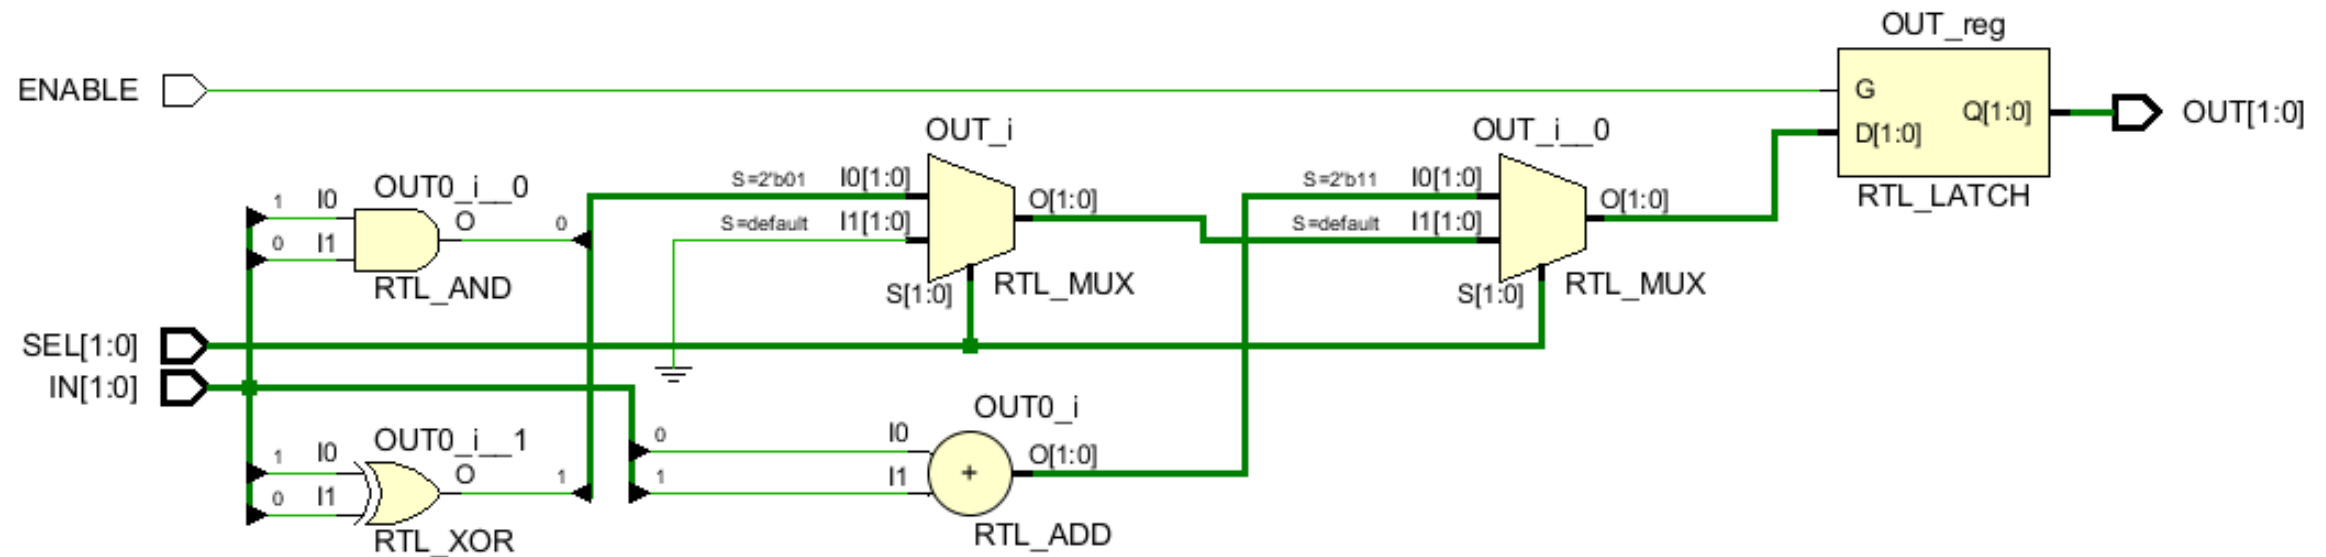 OUT_reg
ENABLE
G
Q[1:0]
OUT[1:0]
D[1:0]
RTL_LATCH
OUT_i
S=2'b01
I0[1:0]
O[1:0]
S=default
I1[1:0]
S[1:0]
RTL_MUX
OUT_i__0
S=2'b11
I0[1:0]
O[1:0]
S=default
I1[1:0]
S[1:0]
RTL_MUX
OUT0_i__0
1
I0
O
0
0
I1
RTL_AND
SEL[1:0]
IN[1:0]
OUT0_i__1
1
I0
O
1
0
I1
RTL_XOR
OUT0_i
0
I0
O[1:0]
1
I1
+
RTL_ADD